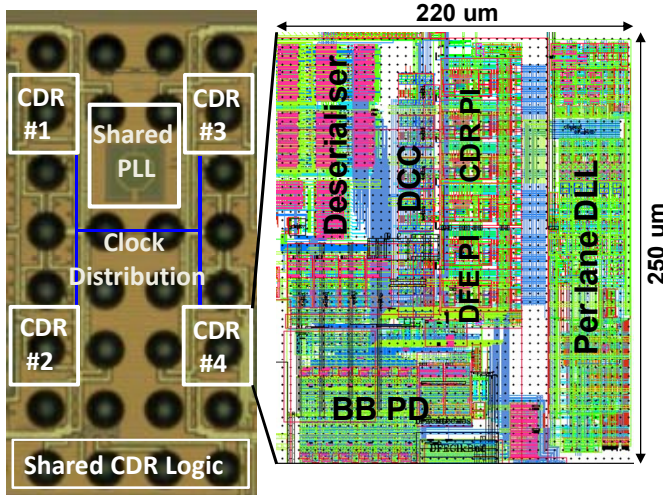 220 um
CDR
#1
CDR
#3
Shared
PLL
Clock
Distribution
CDR
#2
CDR
#4
Shared CDR Logic
Deserialiser
DCC
CDR PI
DFE PI
Per lane DLL
BB PD
250 um